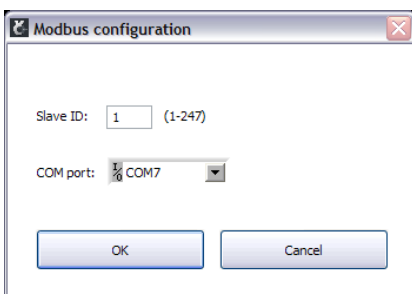 Modbus configuration
Slave ID: 1 (1-247)
COM port: I/O COM7
OK Cancel